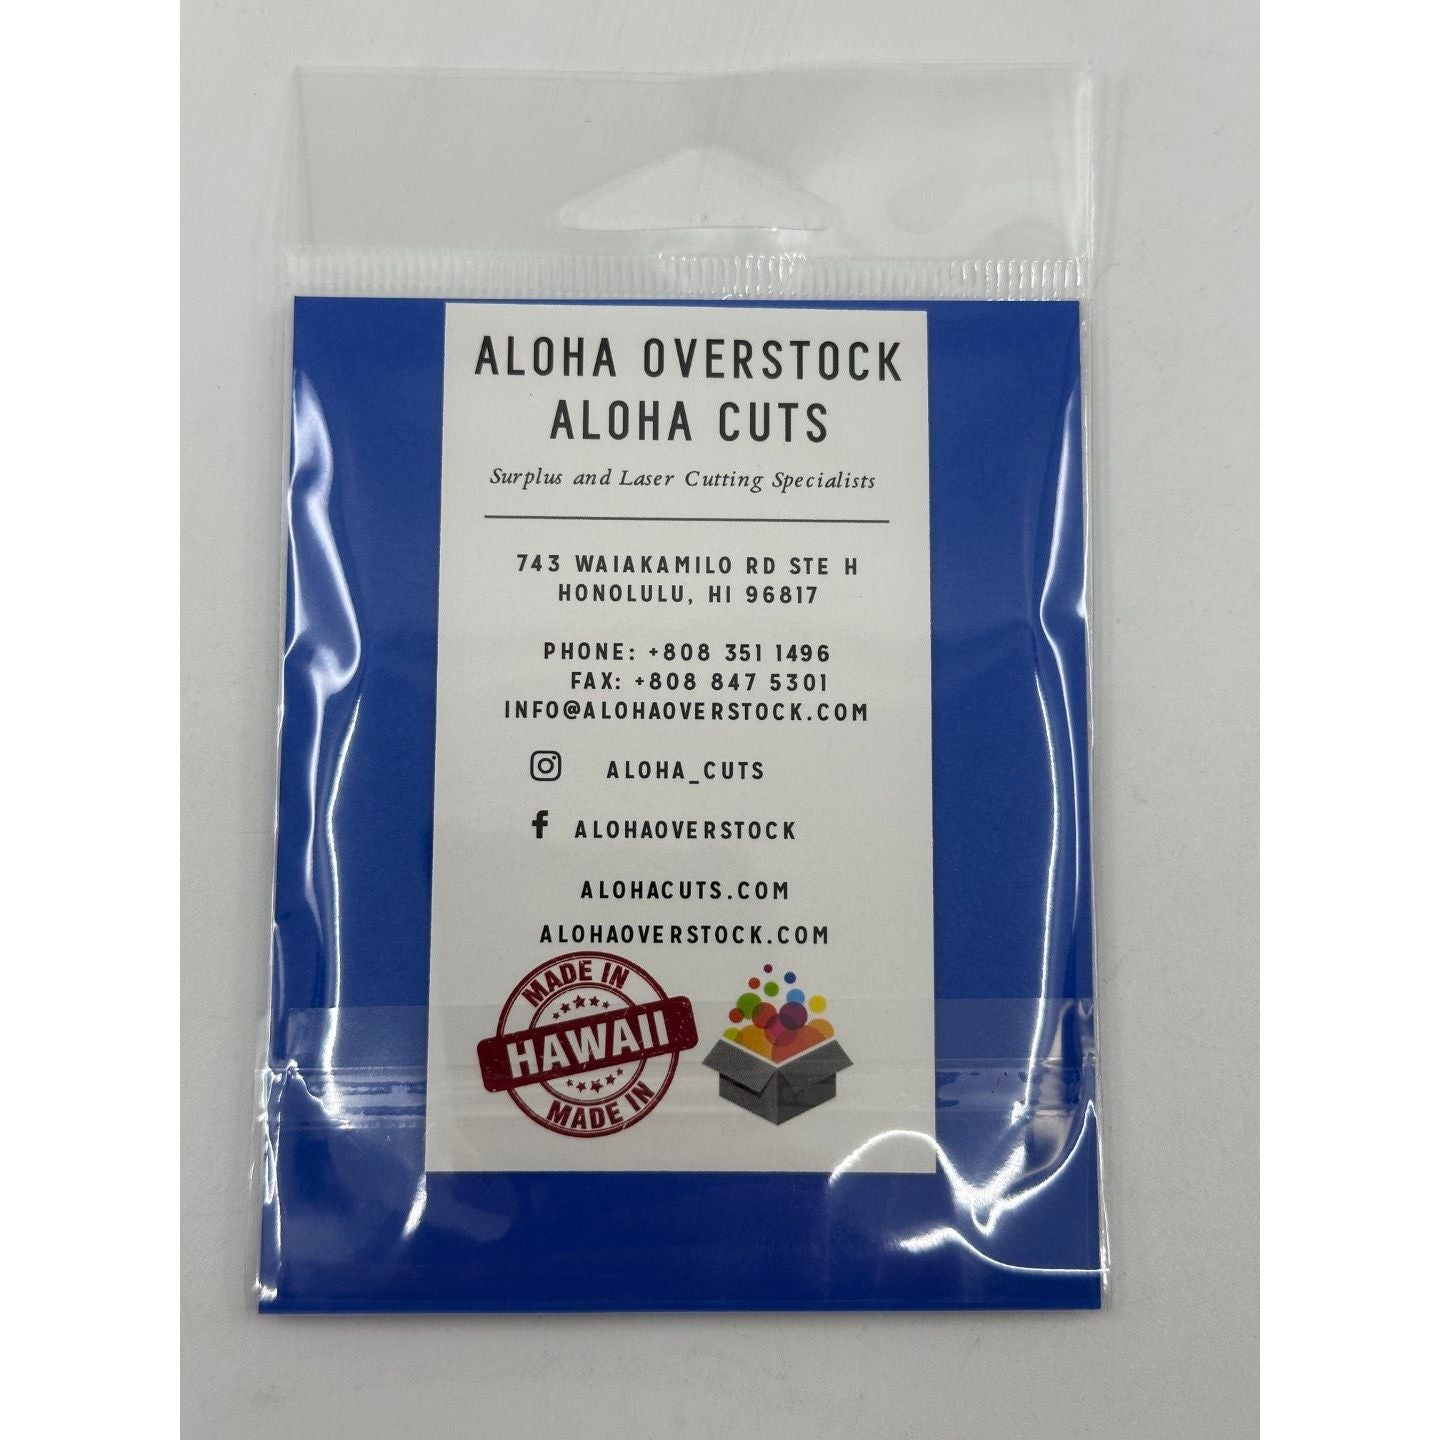 ALOHA OVERSTOCK
ALOHA CUTS
Surplus and Laser Cutting Specialists
743 WAIAKAMILO RD STE H
HONOLULU, HI 96817
PHONE: +808 351 1496
FAX: +808 847 5301
INFO@ALOHAOVERSTOCK.COM
ALOHA_CUTS
ALOHAOVERSTOCK
ALOHACUTS.COM
ALOHAOVERSTOCK.COM
MADE IN
HAWAII
MADE IN